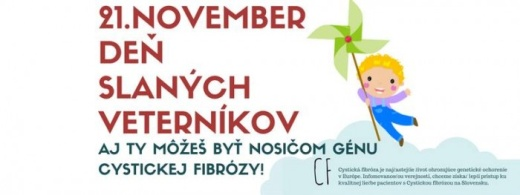 21.NOVEMBER
DEŇ
SLANÝCH
VETERNÍKOV
AJ TY MÔŽEŠ BYŤ NOSIČOM GÉNU
CYSTICKEJ FIBRÓZY!
CF
Cystická fibróza je najčastejšie život ohrozujúce genetické ochorenie
v Európe. Informovanosťou verejnosti, chceme získať lepší prístup ku
kvalitnej liečbe pacientov s Cystickou fibrózou na Slovensku.